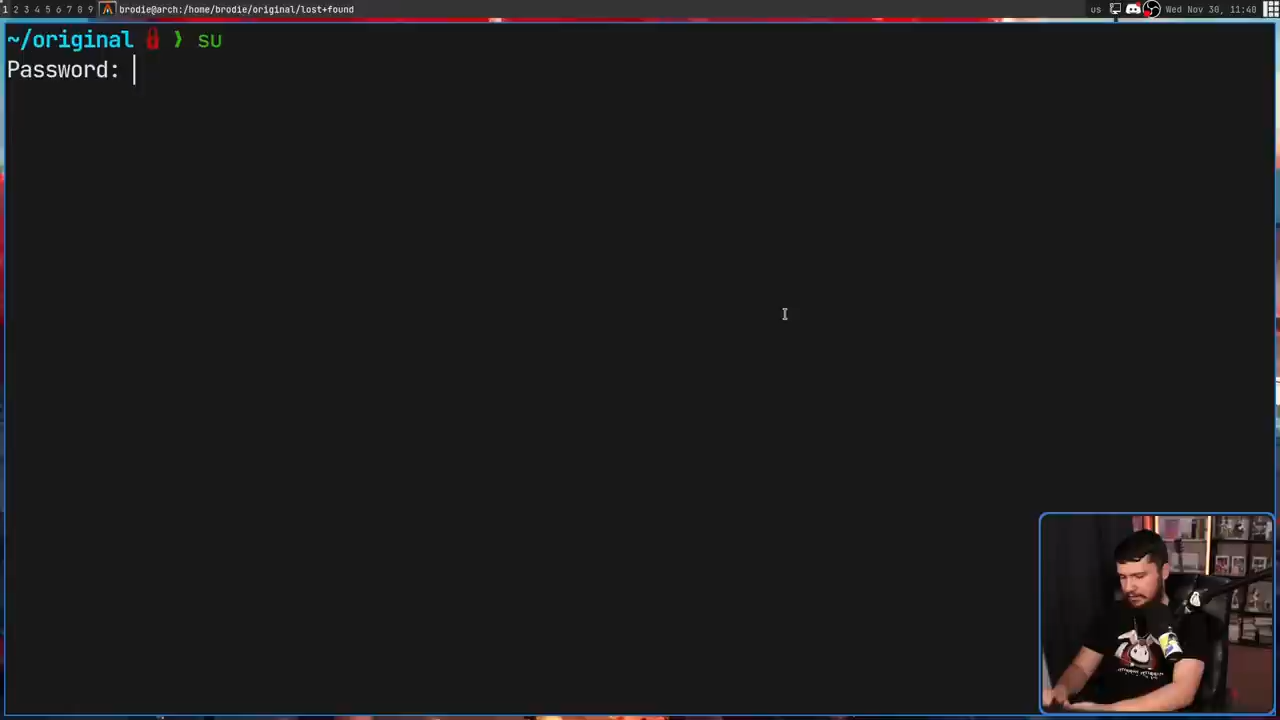 1 2 3 4 5 6 7 8 9 brodie@arch:/home/brodie/original/lost+found us Wed Nov 30, 11:40
~/original ❯ su
Password: